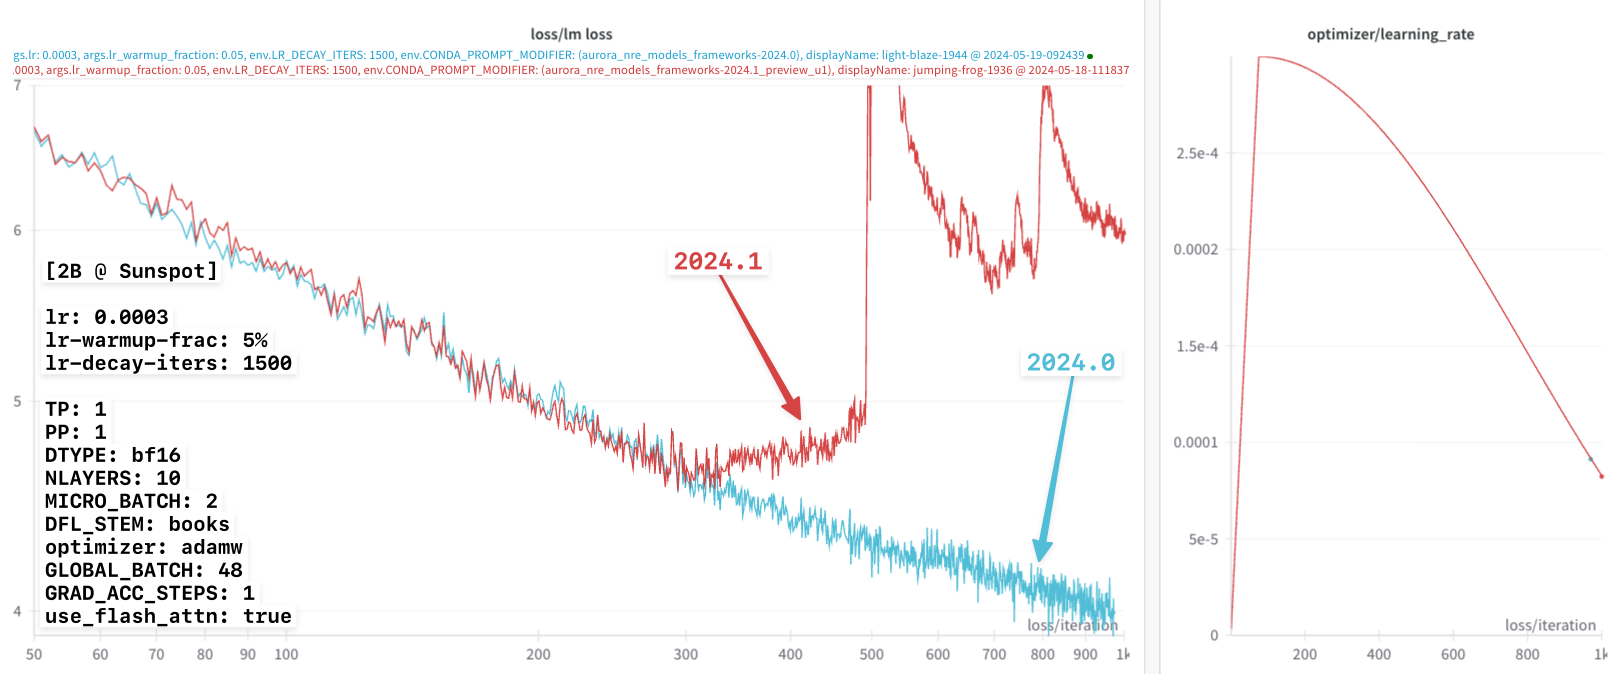 loss/lm loss
gs.lr: 0.0003, args.lr_warmup_fraction: 0.05, env.LR_DECAY_ITERS: 1500, env.CONDA_PROMPT_MODIFIER: (aurora_nre_models_frameworks-2024.0), displayName: light-blaze-1944 @ 2024-05-19-092439
.0003, args.lr_warmup_fraction: 0.05, env.LR_DECAY_ITERS: 1500, env.CONDA_PROMPT_MODIFIER: (aurora_nre_models_frameworks-2024.1_preview_u1), displayName: jumping-frog-1936 @ 2024-05-18-111837
7
6
5
4
[2B @ Sunspot]
lr: 0.0003
lr-warmup-frac: 5%
lr-decay-iters: 1500
TP: 1
PP: 1
DTYPE: bf16
NLAYERS: 10
MICRO_BATCH: 2
DFL_STEM: books
optimizer: adamw
GLOBAL_BATCH: 48
GRAD_ACC_STEPS: 1
use_flash_attn: true
2024.1
2024.0
loss/iteration
50 60 70 80 90 100 200 300 400 500 600 700 800 900 1k
optimizer/learning_rate
2.5e-4
0.0002
1.5e-4
0.0001
5e-5
0
loss/iteration
200 400 600 800 1k